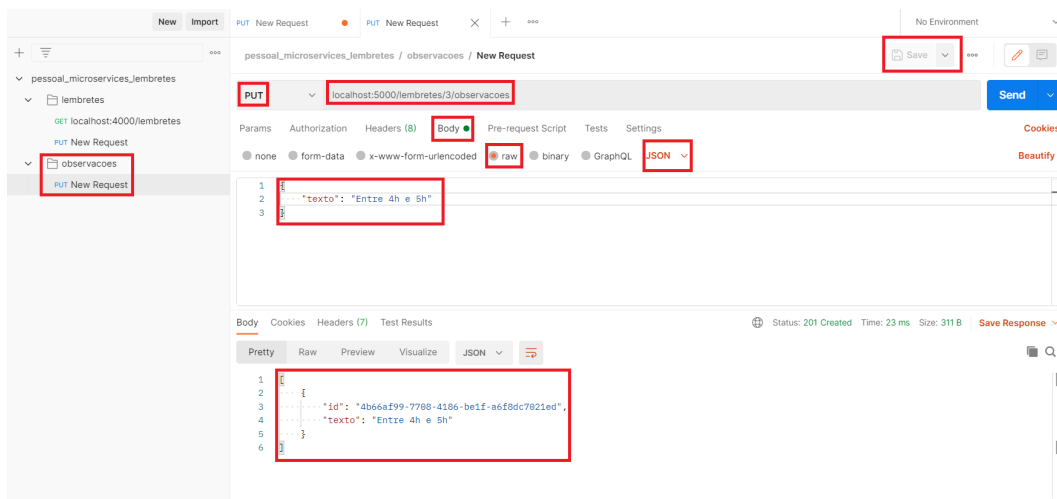 New Import
PUT New Request
PUT New Request
No Environment
pessoal_microservices_lembretes / observacoes / New Request
Save
pessoal_microservices_lembretes
lembretes
GET localhost:4000/lembretes
PUT New Request
observacoes
PUT New Request
PUT localhost:5000/lembretes/3/observacoes Send
Params Authorization Headers (8) Body Pre-request Script Tests Settings Cookies
none form-data x-www-form-urlencoded raw binary GraphQL JSON Beautify
1 {
2 "texto": "Entre 4h e 5h"
3 }
Body Cookies Headers (7) Test Results Status: 201 Created Time: 23 ms Size: 311 B Save Response
Pretty Raw Preview Visualize JSON
1 [
2 {
3 "id": "4b66af99-7708-4186-be1f-a6f8dc7021ed",
4 "texto": "Entre 4h e 5h"
5 }
6 ]